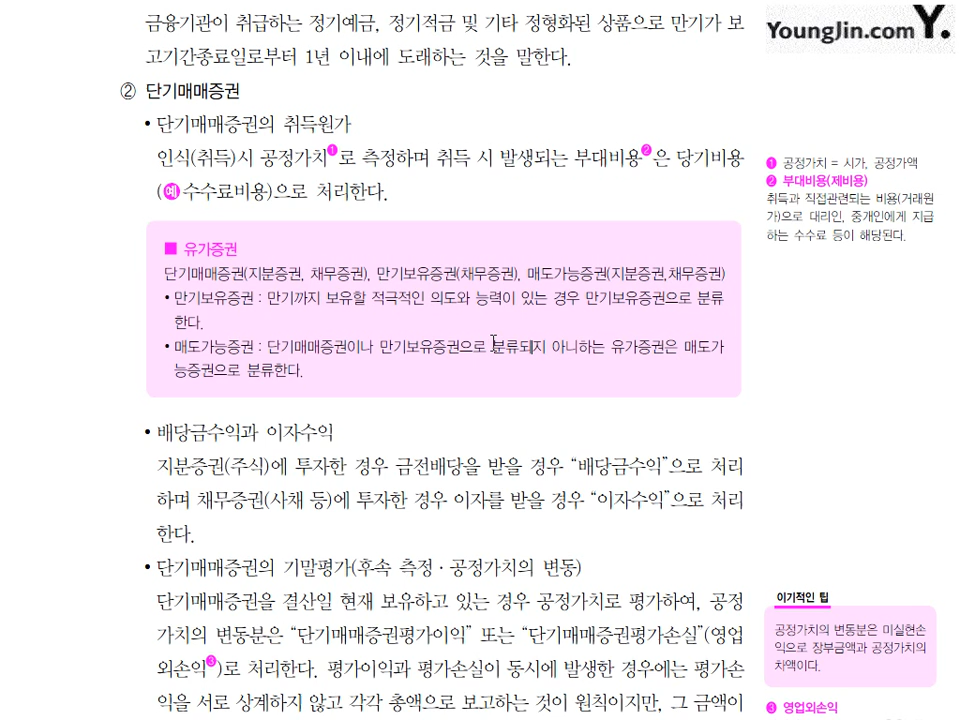 금융기관이 취급하는 정기예금, 정기적금 및 기타 정형화된 상품으로 만기가 보
고기간종료일로부터 1년 이내에 도래하는 것을 말한다.
② 단기매매증권
• 단기매매증권의 취득원가
인식(취득)시 공정가치❶로 측정하며 취득 시 발생되는 부대비용❷은 당기비용
(예 수수료비용)으로 처리한다.
■ 유가증권
단기매매증권(지분증권, 채무증권), 만기보유증권(채무증권), 매도가능증권(지분증권,채무증권)
• 만기보유증권 : 만기까지 보유할 적극적인 의도와 능력이 있는 경우 만기보유증권으로 분류
한다.
• 매도가능증권 : 단기매매증권이나 만기보유증권으로 분류되지 아니하는 유가증권은 매도가
능증권으로 분류한다.
• 배당금수익과 이자수익
지분증권(주식)에 투자한 경우 금전배당을 받을 경우 “배당금수익”으로 처리
하며 채무증권(사채 등)에 투자한 경우 이자를 받을 경우 “이자수익”으로 처리
한다.
• 단기매매증권의 기말평가(후속 측정 · 공정가치의 변동)
단기매매증권을 결산일 현재 보유하고 있는 경우 공정가치로 평가하여, 공정
가치의 변동분은 “단기매매증권평가이익” 또는 “단기매매증권평가손실”(영업
외손익❸)로 처리한다. 평가이익과 평가손실이 동시에 발생한 경우에는 평가손
익을 서로 상계하지 않고 각각 총액으로 보고하는 것이 원칙이지만, 그 금액이
YoungJin.com Y.
❶ 공정가치 = 시가, 공정가액
❷ 부대비용(제비용)
취득과 직접관련되는 비용(거래원
가)으로 대리인, 중개인에게 지급
하는 수수료 등이 해당된다.
이기적인 팁
공정가치의 변동분은 미실현손
익으로 장부금액과 공정가치의
차액이다.
❸ 영업외손익